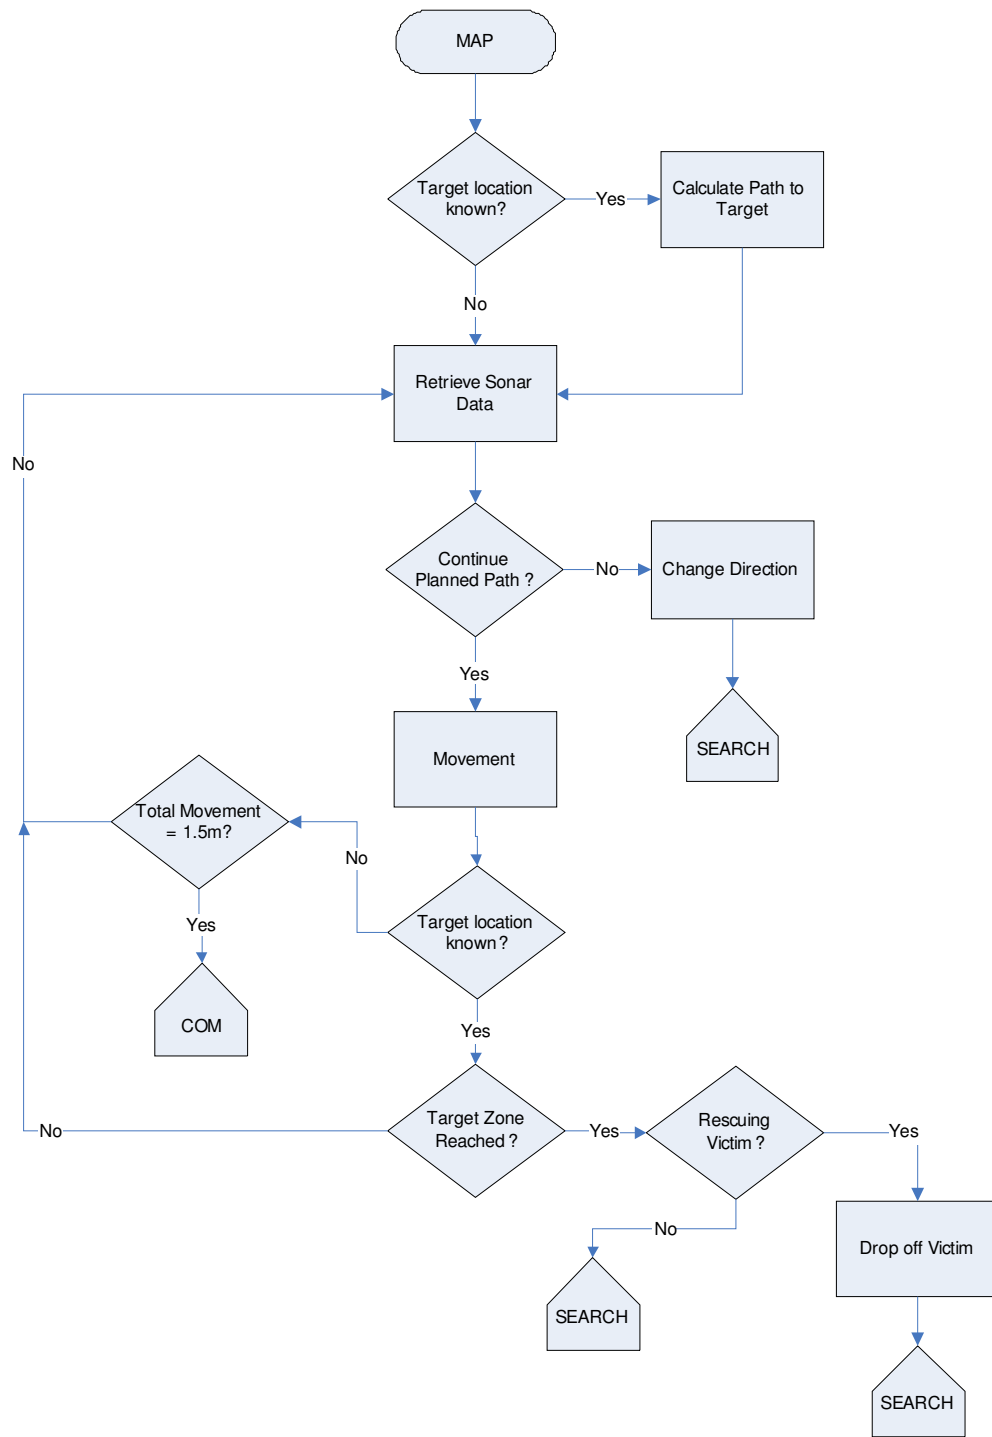 MAP
Target location
known?
Yes
Calculate Path to
Target
No
Retrieve Sonar
Data
No
Continue
Planned Path ?
No
Change Direction
Yes
SEARCH
Movement
Total Movement
= 1.5m?
No
Target location
known?
Yes
COM
Yes
Target Zone
Reached ?
No
Yes
Rescuing
Victim ?
Yes
No
Drop off Victim
SEARCH
SEARCH